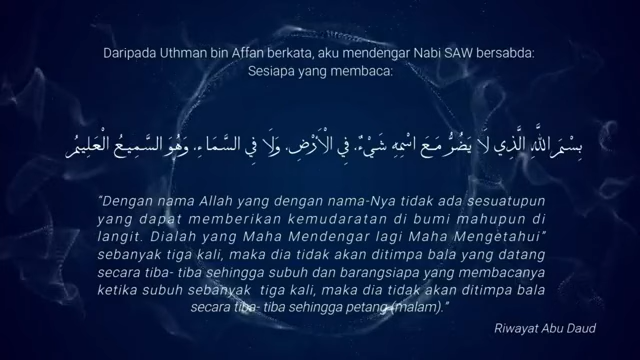 Daripada Uthman bin Affan berkata, aku mendengar Nabi SAW bersabda:
Sesiapa yang membaca:
بِسْمِ اللَّهِ الَّذِي لَا يَضُرُّ مَعَ اسْمِهِ شَيْءٌ. فِي الْأَرْضِ. وَلَا فِي السَّمَاءِ. وَهُوَ السَّمِيعُ الْعَلِيمُ
“Dengan nama Allah yang dengan nama-Nya tidak ada sesuatupun
yang dapat memberikan kemudaratan di bumi mahupun di
langit. Dialah yang Maha Mendengar lagi Maha Mengetahui”
sebanyak tiga kali, maka dia tidak akan ditimpa bala yang datang
secara tiba- tiba sehingga subuh dan barangsiapa yang membacanya
ketika subuh sebanyak  tiga kali, maka dia tidak akan ditimpa bala
secara tiba- tiba sehingga petang (malam).”
Riwayat Abu Daud